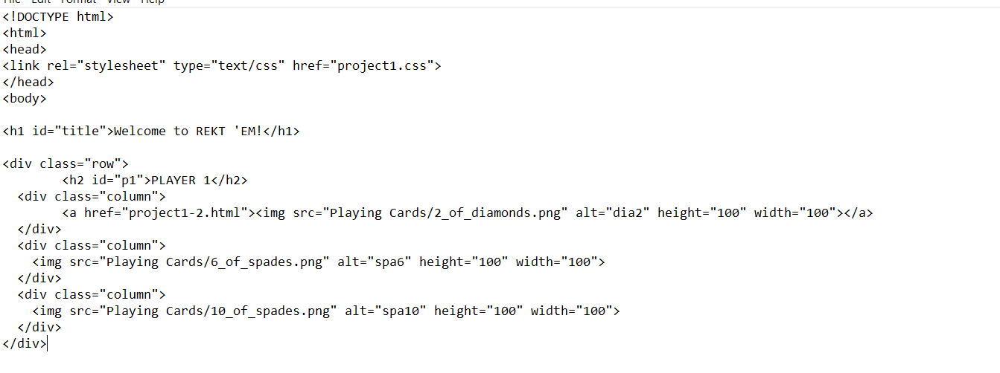 File Edit Format View Help
<!DOCTYPE html>
<html>
<head>
<link rel="stylesheet" type="text/css" href="project1.css">
</head>
<body>
<h1 id="title">Welcome to REKT 'EM!</h1>
<div class="row">
<h2 id="p1">PLAYER 1</h2>
<div class="column">
<a href="project1-2.html"><img src="Playing Cards/2_of_diamonds.png" alt="dia2" height="100" width="100"></a>
</div>
<div class="column">
<img src="Playing Cards/6_of_spades.png" alt="spa6" height="100" width="100">
</div>
<div class="column">
<img src="Playing Cards/10_of_spades.png" alt="spa10" height="100" width="100">
</div>
</div>